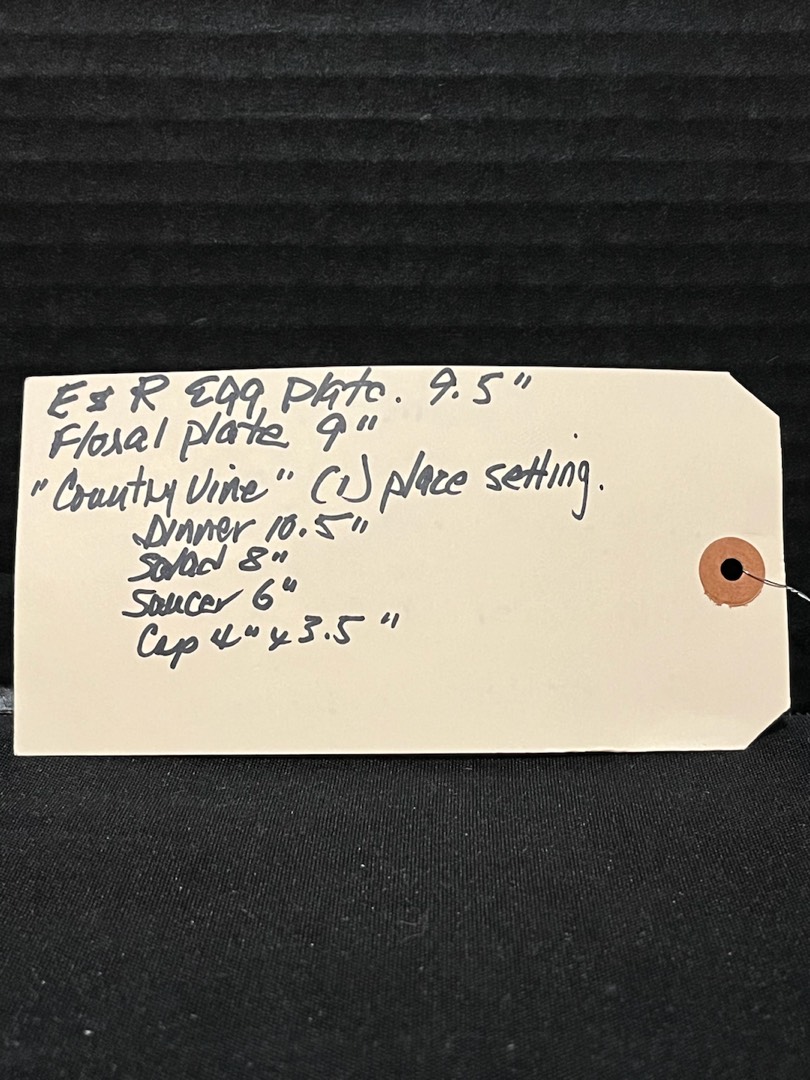 E & R Egg Plate. 9.5"
Floral plate 9"
"Country Vine" (1) place setting.
Dinner 10.5"
Salad 8"
Saucer 6"
Cup 4" x 3.5"